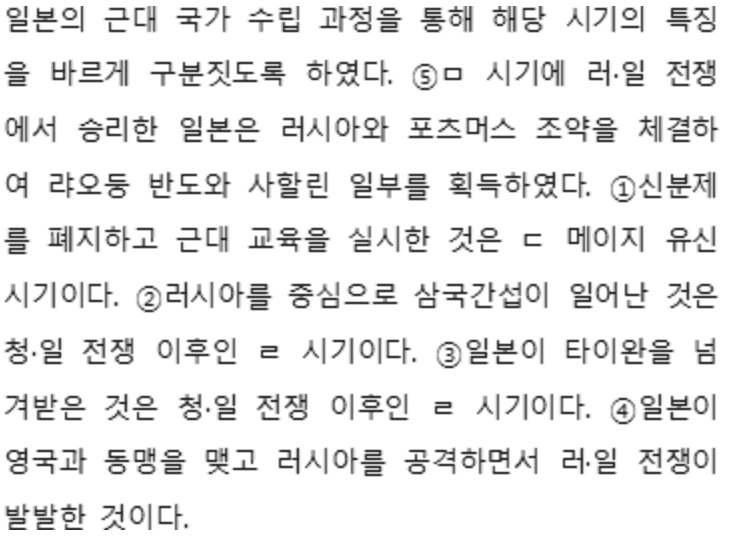 일본의 근대 국가 수립 과정을 통해 해당 시기의 특징
을 바르게 구분짓도록 하였다. ⑤ㅁ 시기에 러·일 전쟁
에서 승리한 일본은 러시아와 포츠머스 조약을 체결하
여 랴오둥 반도와 사할린 일부를 획득하였다. ①신분제
를 폐지하고 근대 교육을 실시한 것은 ㄷ 메이지 유신
시기이다. ②러시아를 중심으로 삼국간섭이 일어난 것은
청·일 전쟁 이후인 ㄹ 시기이다. ③일본이 타이완을 넘
겨받은 것은 청·일 전쟁 이후인 ㄹ 시기이다. ④일본이
영국과 동맹을 맺고 러시아를 공격하면서 러·일 전쟁이
발발한 것이다.